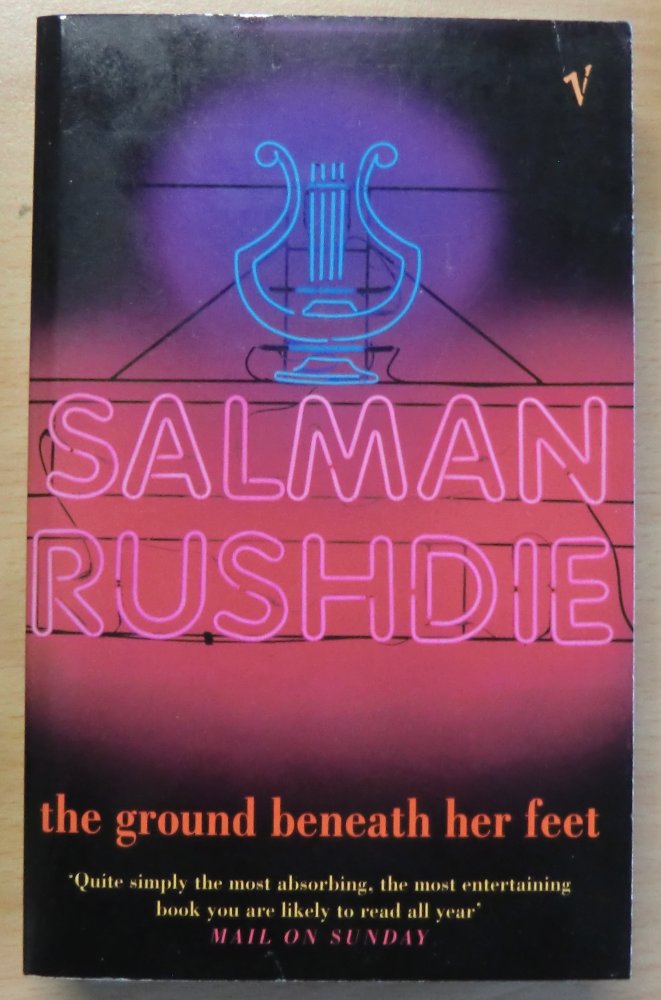 V
SALMAN
RUSHDIE
the ground beneath her feet
‘Quite simply the most absorbing, the most entertaining
book you are likely to read all year’
MAIL ON SUNDAY